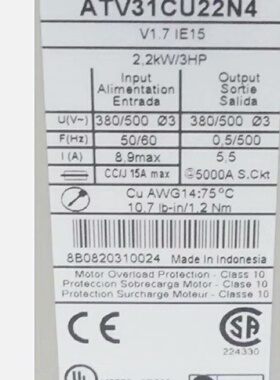 ATV31CU22N4
V1.7 IE15
2,2kW/3HP
Input Output
Alimentation Sortie
Entrada Salida
U(V~) 380/500 Ø3 380/500 Ø3
F(Hz) 50/60 0,5/500
I (A) 8,9max 5,5
CC/J 15A max @5000A S.Ckt
Cu AWG14:75°C
10.7 lb-in/1.2 Nm
8B0820310024 Made In Indonesia
Motor Overload Protection - Class 10
Proteccion Sobrecarga Motor - Clase 10
Protection Surcharge Moteur - Classe 10
CE
SA
224330
UL